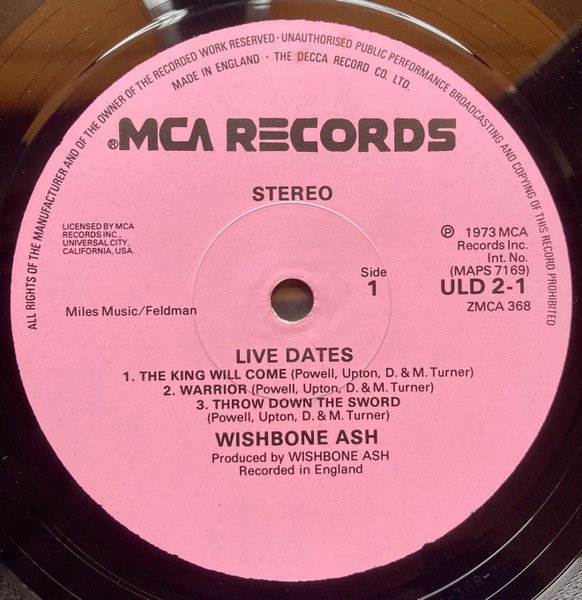 ALL RIGHTS OF THE MANUFACTURER AND OF THE OWNER OF THE RECORDED WORK RESERVED · UNAUTHORISED PUBLIC PERFORMANCE BROADCASTING AND COPYING OF THIS RECORD PROHIBITED
MADE IN ENGLAND · THE DECCA RECORD CO. LTD.
®MCA RECORDS
STEREO
LICENSED BY MCA
RECORDS INC.,
UNIVERSAL CITY,
CALIFORNIA, USA.
℗ 1973 MCA
Records Inc.
Int. No.
(MAPS 7169)
ULD 2-1
ZMCA 368
Side
1
Miles Music/Feldman
LIVE DATES
1. THE KING WILL COME (Powell, Upton, D. & M. Turner)
2. WARRIOR (Powell, Upton, D. & M. Turner)
3. THROW DOWN THE SWORD
(Powell, Upton, D. & M. Turner)
WISHBONE ASH
Produced by WISHBONE ASH
Recorded in England